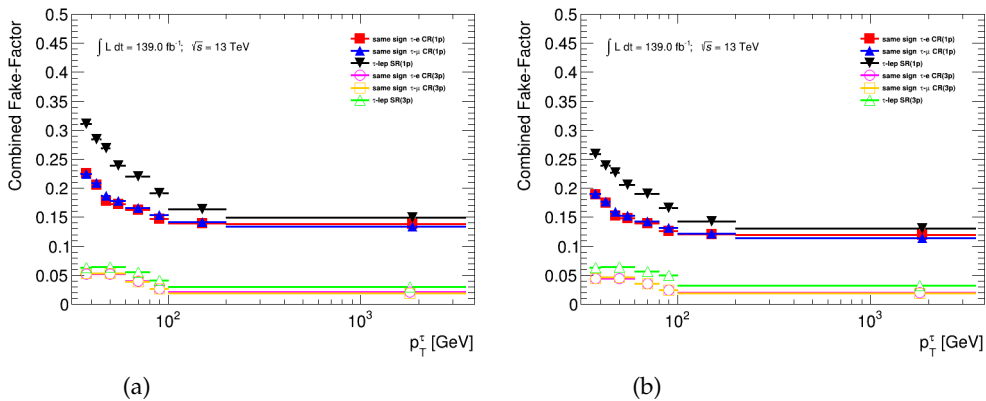 Combined Fake-Factor
0.5
0.45
0.4
0.35
0.3
0.25
0.2
0.15
0.1
0.05
0
∫ L dt = 139.0 fb⁻¹; √s = 13 TeV
same sign τ-e CR(1p)
same sign τ-μ CR(1p)
τ-lep SR(1p)
same sign τ-e CR(3p)
same sign τ-μ CR(3p)
τ-lep SR(3p)
10²
10³
p_T^τ [GeV]
(a)
Combined Fake-Factor
0.5
0.45
0.4
0.35
0.3
0.25
0.2
0.15
0.1
0.05
0
∫ L dt = 139.0 fb⁻¹; √s = 13 TeV
same sign τ-e CR(1p)
same sign τ-μ CR(1p)
τ-lep SR(1p)
same sign τ-e CR(3p)
same sign τ-μ CR(3p)
τ-lep SR(3p)
10²
10³
p_T^τ [GeV]
(b)